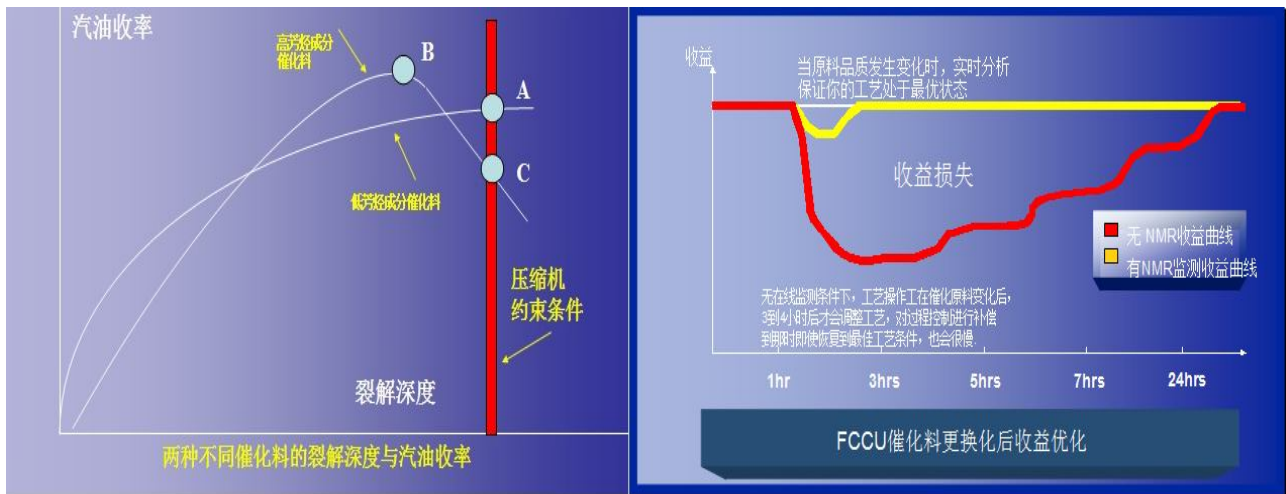 汽油收率
高芳烃成分
催化料
B
A
C
低芳烃成分催化料
压缩机
约束条件
裂解深度
两种不同催化料的裂解深度与汽油收率
收益
当原料品质发生变化时，实时分析
保证你的工艺处于最优状态
收益损失
无 NMR收益曲线
有NMR监测收益曲线
无在线监测条件下，工艺操作工在催化原料变化后，
3到4小时后才会调整工艺，对过程控制进行补偿
到那时即使恢复到最佳工艺条件，也会很慢.
1hr
3hrs
5hrs
7hrs
24hrs
FCCU催化料更换化后收益优化